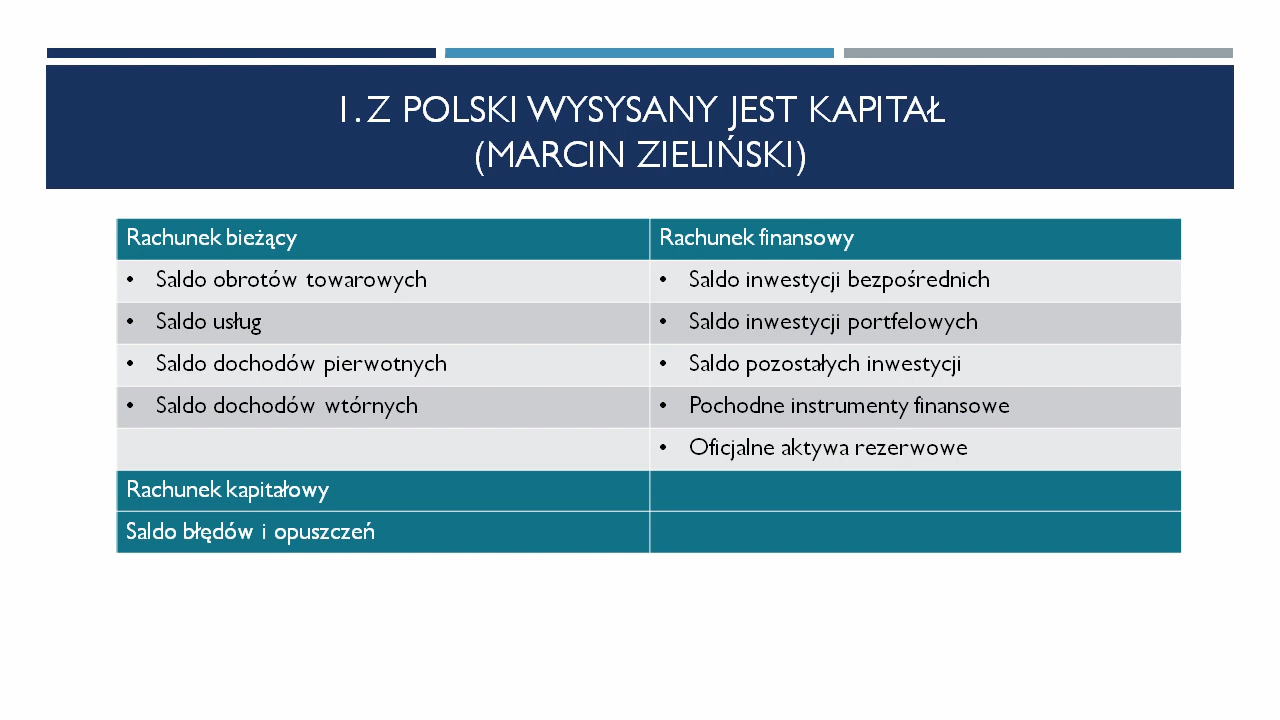 1. Z POLSKI WYSYSANY JEST KAPITAŁ
(MARCIN ZIELIŃSKI)
Rachunek bieżący
Rachunek finansowy
• Saldo obrotów towarowych
• Saldo inwestycji bezpośrednich
• Saldo usług
• Saldo inwestycji portfelowych
• Saldo dochodów pierwotnych
• Saldo pozostałych inwestycji
• Saldo dochodów wtórnych
• Pochodne instrumenty finansowe
• Oficjalne aktywa rezerwowe
Rachunek kapitałowy
Saldo błędów i opuszczeń